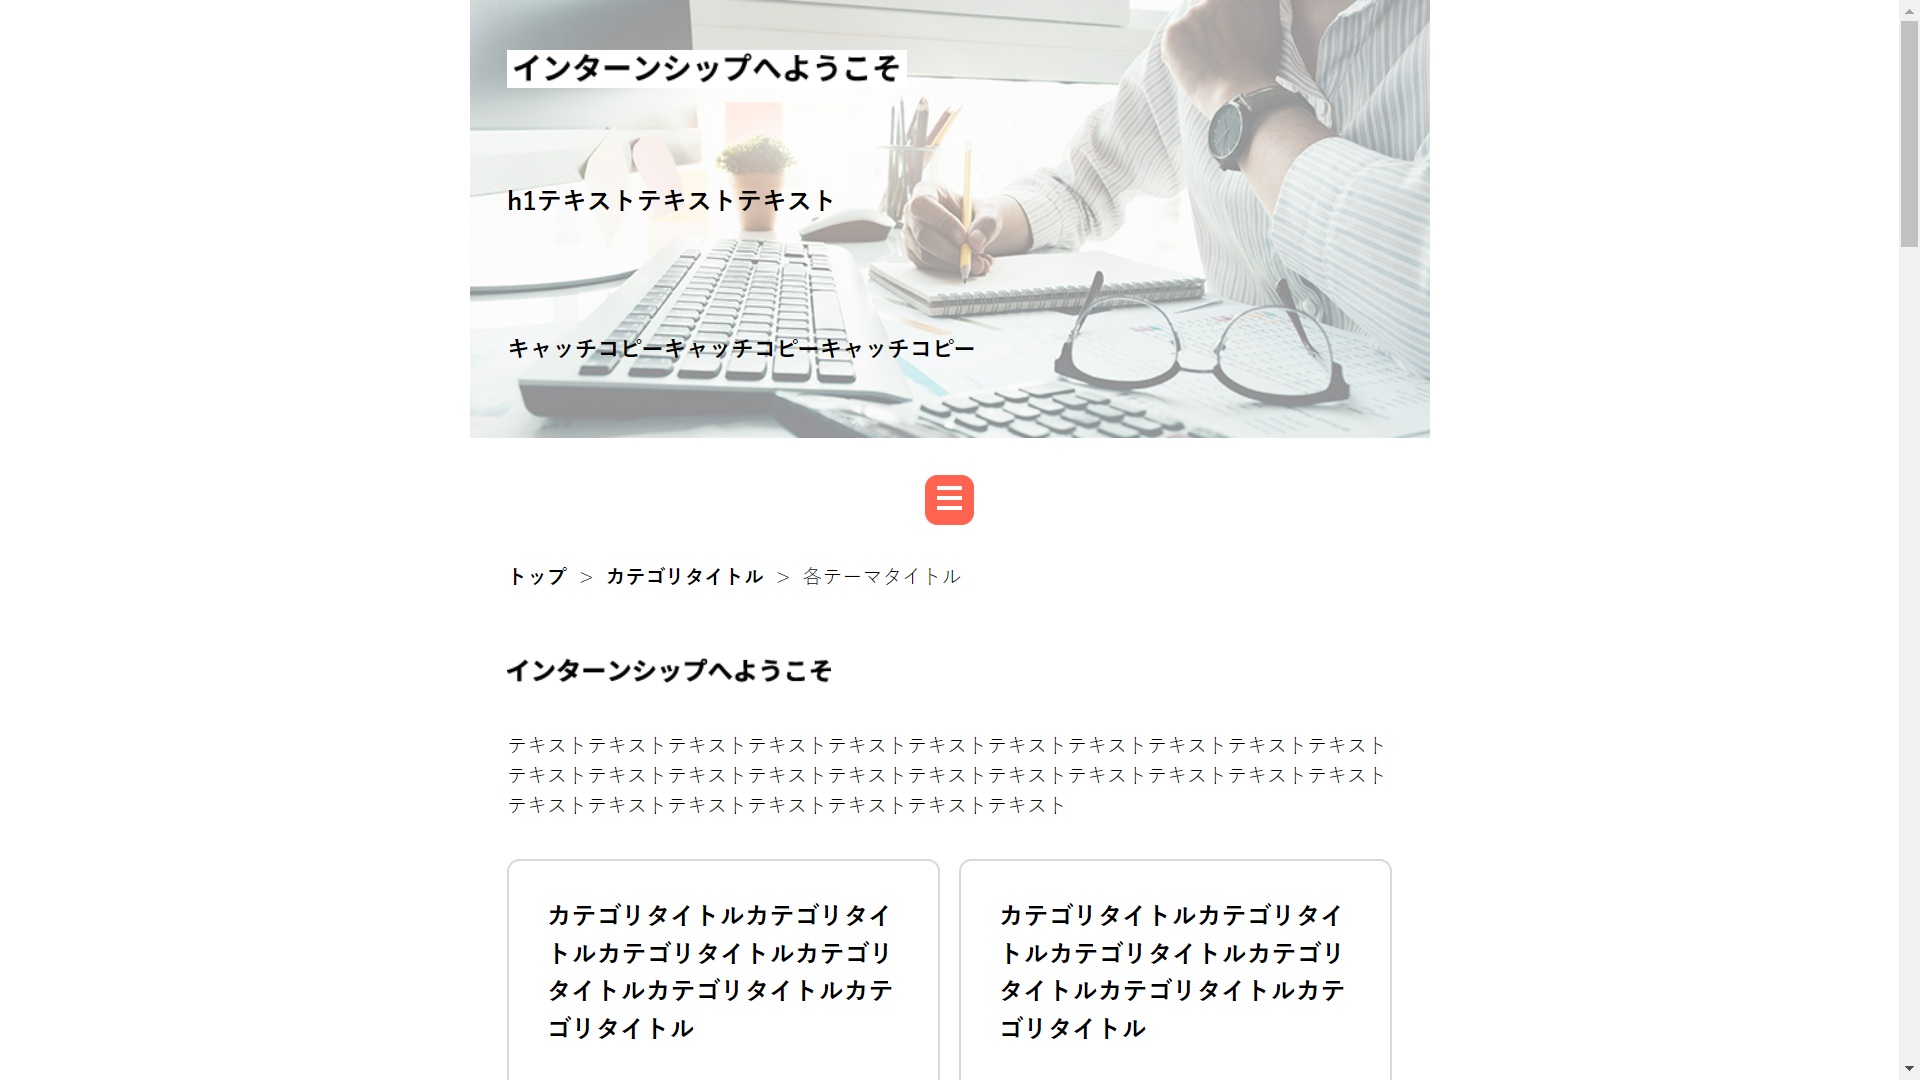 インターンシップへようこそ
h1テキストテキストテキスト
キャッチコピーキャッチコピーキャッチコピー
トップ > カテゴリタイトル > 各テーマタイトル
インターンシップへようこそ
テキストテキストテキストテキストテキストテキストテキストテキストテキストテキストテキスト
テキストテキストテキストテキストテキストテキストテキストテキストテキストテキストテキスト
テキストテキストテキストテキストテキストテキストテキスト
カテゴリタイトルカテゴリタイ
トルカテゴリタイトルカテゴリ
タイトルカテゴリタイトルカテ
ゴリタイトル
カテゴリタイトルカテゴリタイ
トルカテゴリタイトルカテゴリ
タイトルカテゴリタイトルカテ
ゴリタイトル